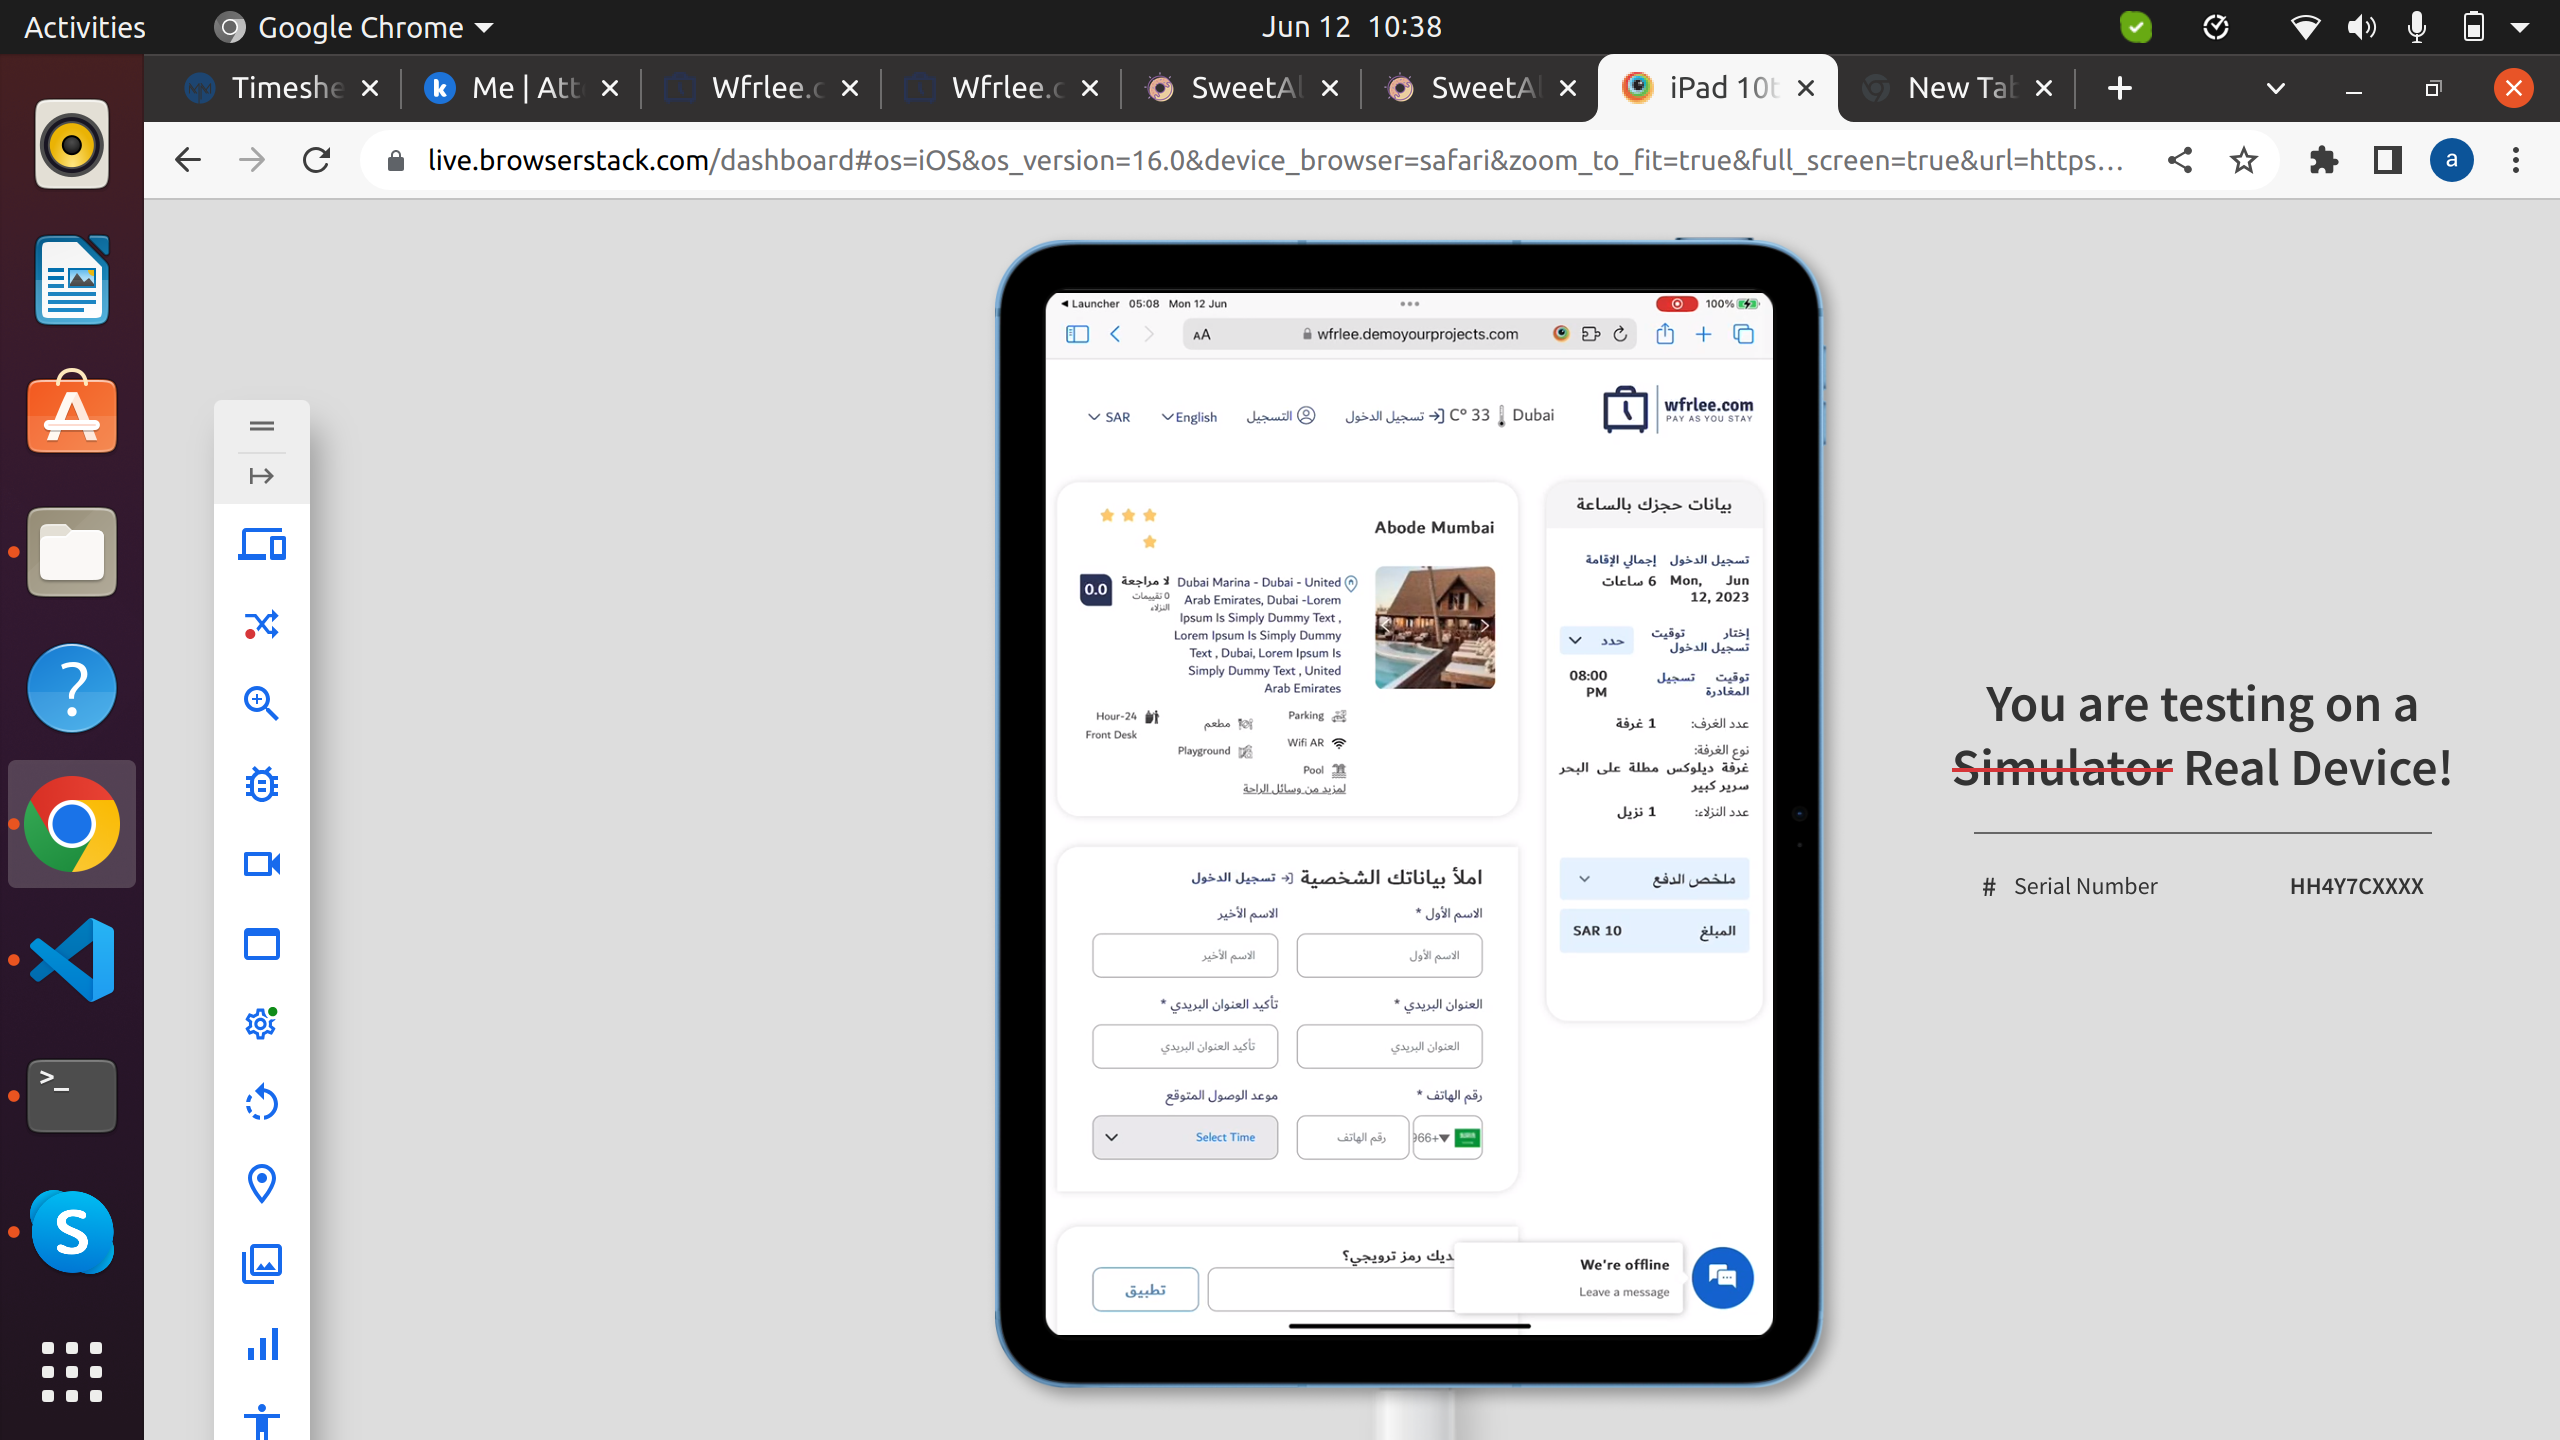 Activities
Google Chrome
Jun 12 10:38
Timeshe
Me | Att
Wfrlee.c
Wfrlee.c
SweetAl
SweetAl
iPad 10t
New Tab
live.browserstack.com/dashboard#os=iOS&os_version=16.0&device_browser=safari&zoom_to_fit=true&full_screen=true&url=https...
a
Launcher 05:08 Mon 12 Jun
100%
AA
wfrlee.demoyourprojects.com
wfrlee.com
PAY AS YOU STAY
Dubai
33 Cº
تسجيل الدخول
التسجيل
English
SAR
بيانات حجزك بالساعة
تسجيل الدخول
إجمالي الإقامة
Mon, Jun 12, 2023
6 ساعات
إختار توقيت
تسجيل الدخول
حدد
توقيت تسجيل
المغادرة
08:00
PM
عدد الغرف:
1 غرفة
نوع الغرفة:
غرفة ديلوكس مطلة على البحر
سرير كبير
عدد النزلاء:
1 نزيل
ملخص الدفع
المبلغ
SAR 10
Abode Mumbai
Dubai Marina - Dubai - United
Arab Emirates, Dubai -Lorem
Ipsum Is Simply Dummy Text ,
Lorem Ipsum Is Simply Dummy
Text , Dubai, Lorem Ipsum Is
Simply Dummy Text , United
Arab Emirates
لا مراجعة
0 تقييمات
النزلاء
0.0
Parking
مطعم
Hour-24
Front Desk
Wifi AR
Playground
Pool
لمزيد من وسائل الراحة
املأ بياناتك الشخصية
تسجيل الدخول
الاسم الأول *
الاسم الأخير
الاسم الأول
الاسم الأخير
العنوان البريدي *
تأكيد العنوان البريدي *
العنوان البريدي
تأكيد العنوان البريدي
رقم الهاتف *
موعد الوصول المتوقع
966+
رقم الهاتف
Select Time
ديك رمز ترويجي؟
تطبيق
We're offline
Leave a message
You are testing on a
Simulator Real Device!
# Serial Number
HH4Y7CXXXX